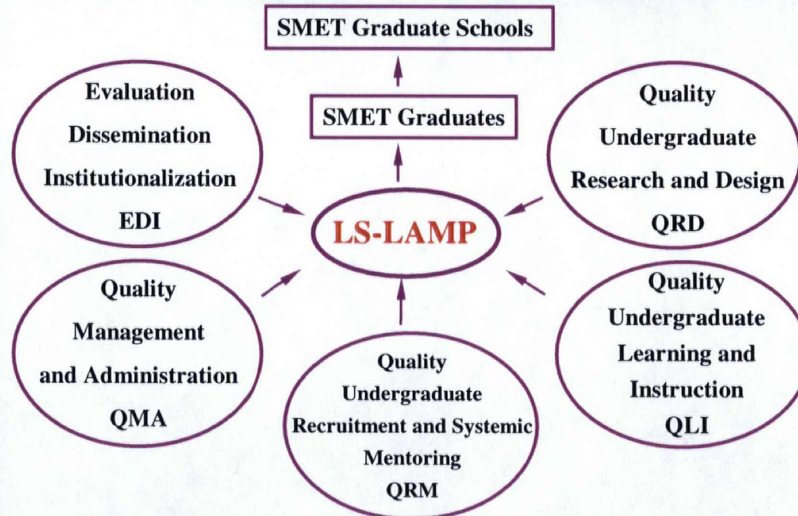 SMET Graduate Schools
SMET Graduates
Evaluation
Dissemination
Institutionalization
EDI
Quality
Undergraduate
Research and Design
QRD
LS-LAMP
Quality
Management
and Administration
QMA
Quality
Undergraduate
Recruitment and Systemic
Mentoring
QRM
Quality
Undergraduate
Learning and
Instruction
QLI